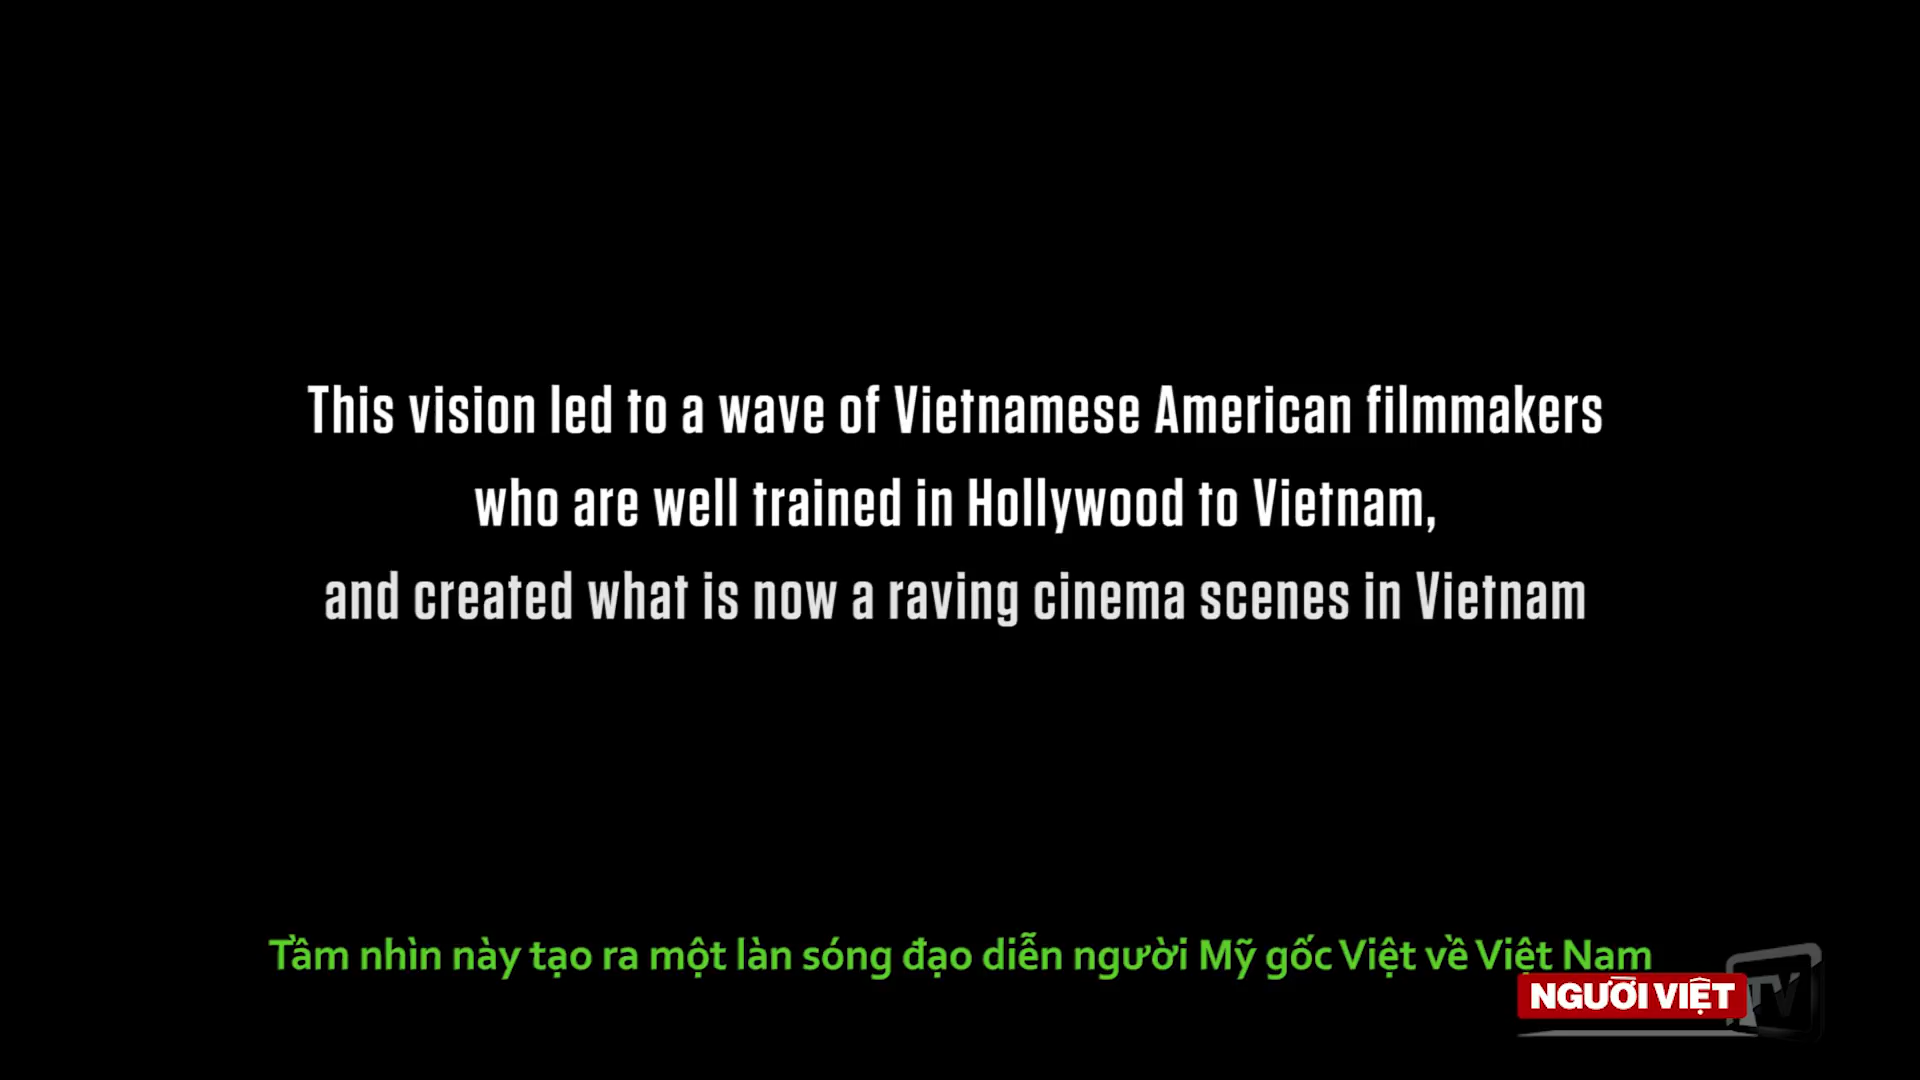 This vision led to a wave of Vietnamese American filmmakers
who are well trained in Hollywood to Vietnam,
and created what is now a raving cinema scenes in Vietnam
Tầm nhìn này tạo ra một làn sóng đạo diễn người Mỹ gốc Việt về Việt Nam
NGƯỜI VIỆT TV